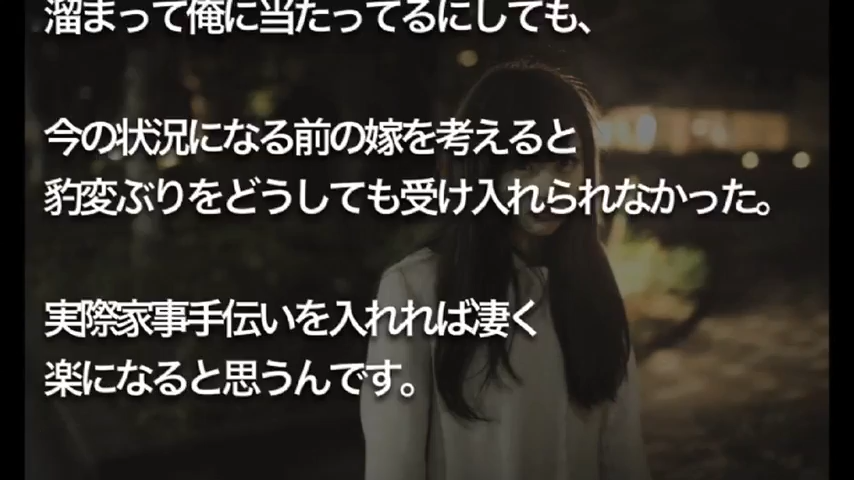 溜まって俺に当たってるにしても、
今の状況になる前の嫁を考えると
豹変ぶりをどうしても受け入れられなかった。
実際家事手伝いを入れれば凄く
楽になると思うんです。